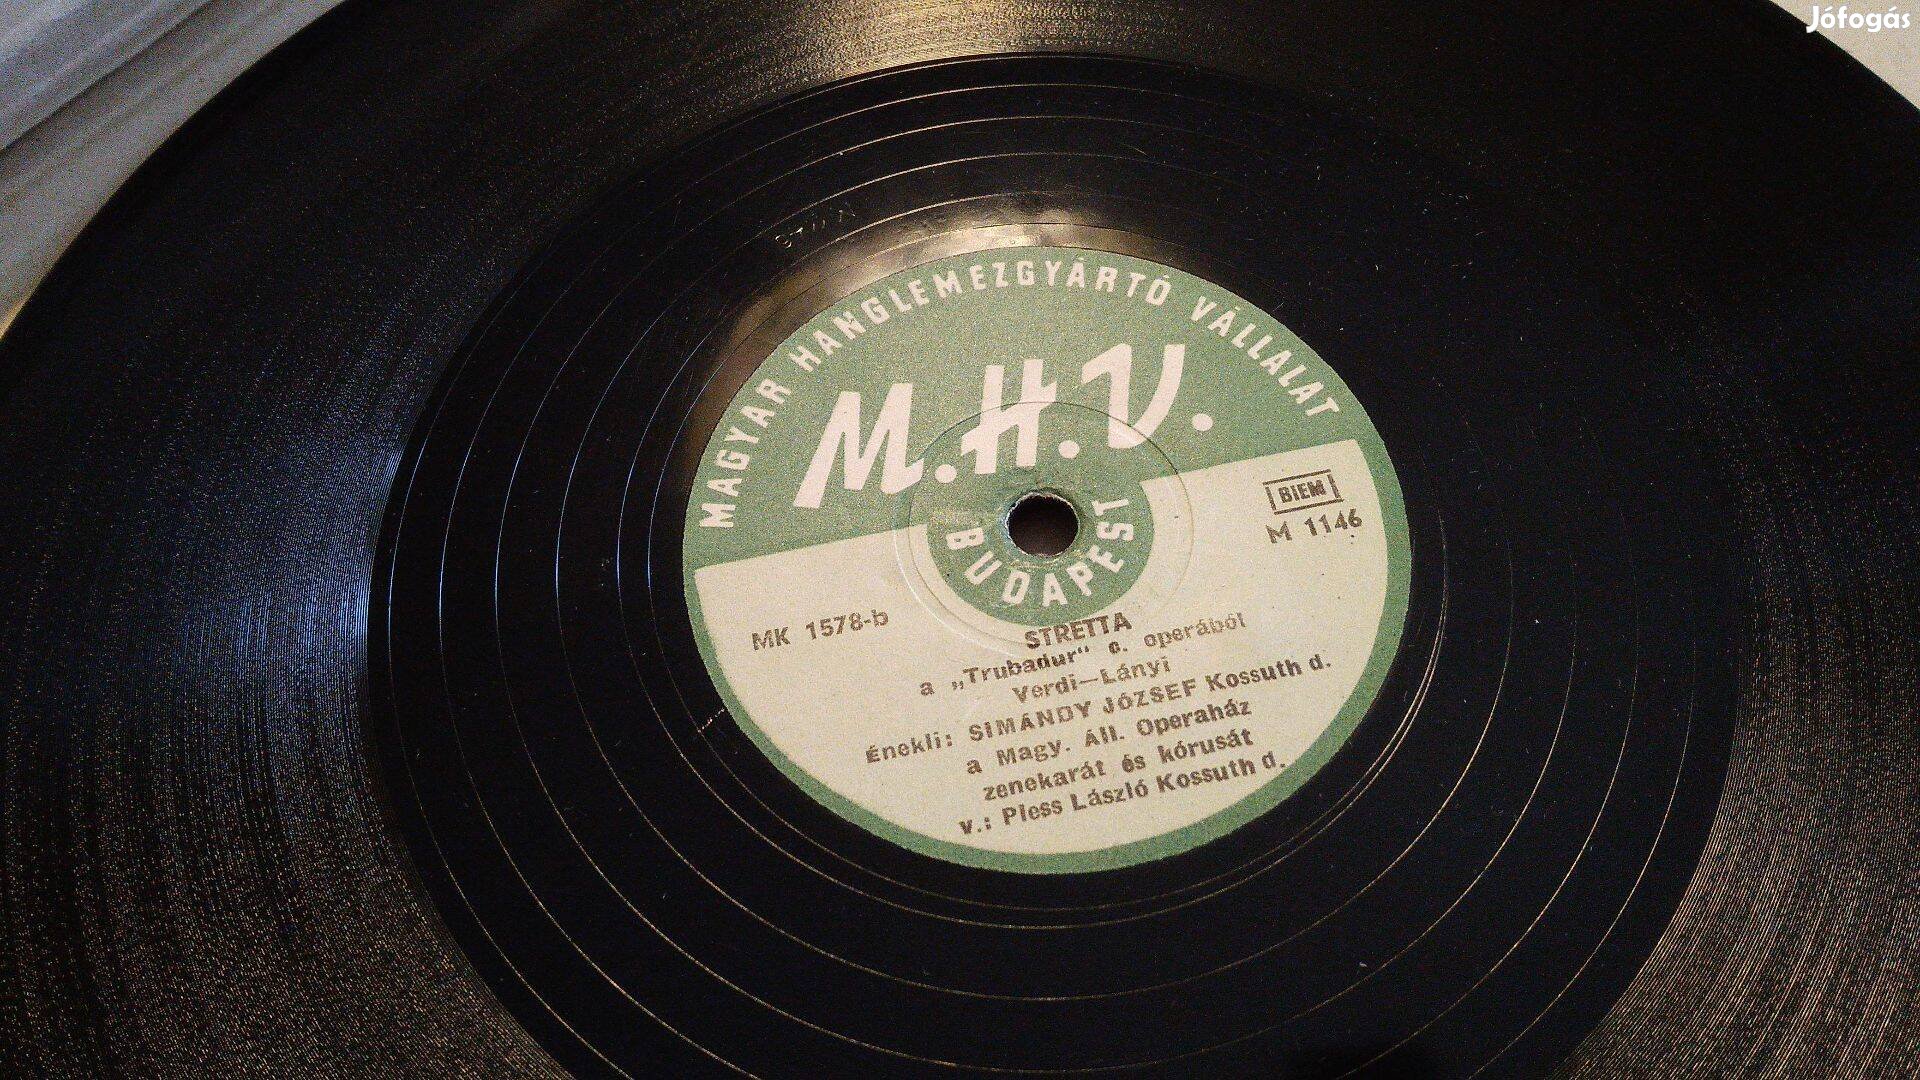 Jófogás
MAGYAR HANGLEMEZGYÁRTÓ VÁLLALAT
M.H.V.
BUDAPEST
BIEM
M 1146
MK 1578-b
STRETTA
a „Trubadur" c. operából
Verdi—Lányi
Énekli: SIMÁNDY JÓZSEF Kossuth d.
a Magy. Áll. Operaház
zenekarát és kórusát
v.: Pless László Kossuth d.